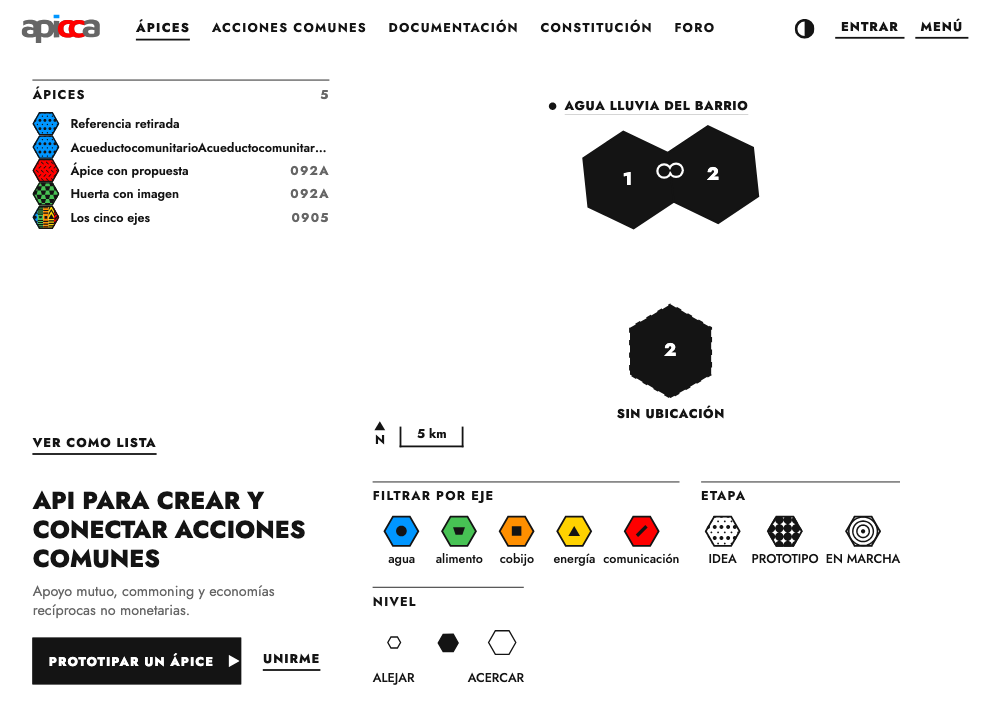 apicca
ÁPICES
ACCIONES COMUNES
DOCUMENTACIÓN
CONSTITUCIÓN
FORO
ENTRAR
MENÚ
ÁPICES 5
Referencia retirada
AcueductocomunitarioAcueductocomunitar...
Ápice con propuesta 092A
Huerta con imagen 092A
Los cinco ejes 0905
VER COMO LISTA
API PARA CREAR Y
CONECTAR ACCIONES
COMUNES
Apoyo mutuo, commoning y economías
recíprocas no monetarias.
PROTOTIPAR UN ÁPICE
UNIRME
AGUA LLUVIA DEL BARRIO
1 2
2
SIN UBICACIÓN
N
5 km
FILTRAR POR EJE
agua
alimento
cobijo
energía
comunicación
ETAPA
IDEA
PROTOTIPO
EN MARCHA
NIVEL
ALEJAR
ACERCAR